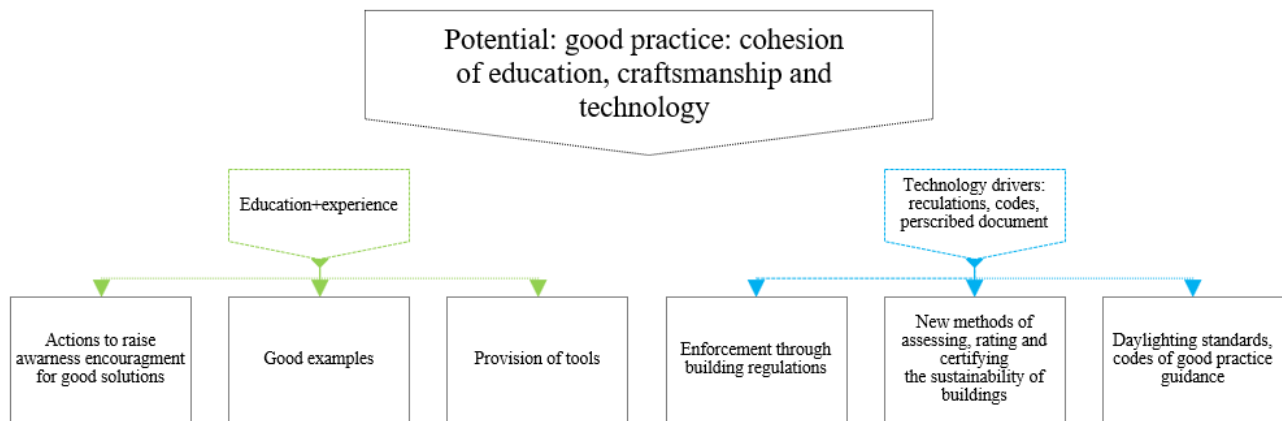 Potential: good practice: cohesion
of education, craftsmanship and
technology
Education+experience
Technology drivers:
reculations, codes,
perscribed document
Actions to raise
awarness encouragment
for good solutions
Good examples
Provision of tools
Enforcement through
building regulations
New methods of
assessing, rating and
certifying
the sustainability of
buildings
Daylighting standards,
codes of good practice
guidance